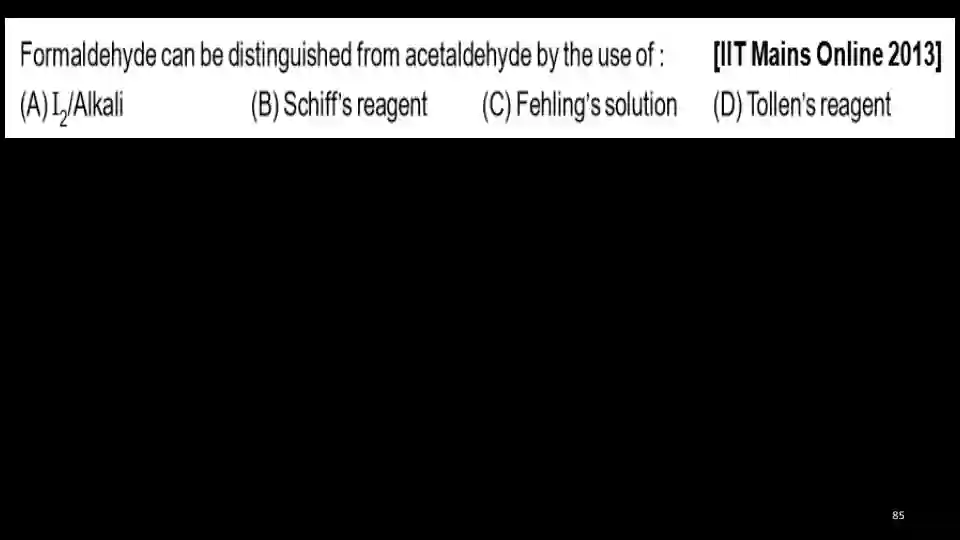 Formaldehyde can be distinguished from acetaldehyde by the use of : [IIT Mains Online 2013]
(A) I2/Alkali (B) Schiff's reagent (C) Fehling's solution (D) Tollen's reagent
85